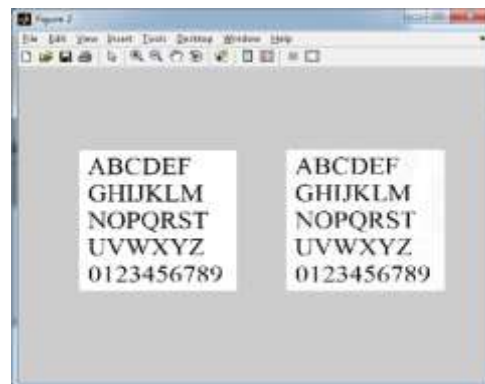 Figure 2
File Edit View Insert Tools Desktop Window Help
ABCDEF
GHIJKLM
NOPQRST
UVWXYZ
0123456789
ABCDEF
GHIJKLM
NOPQRST
UVWXYZ
0123456789